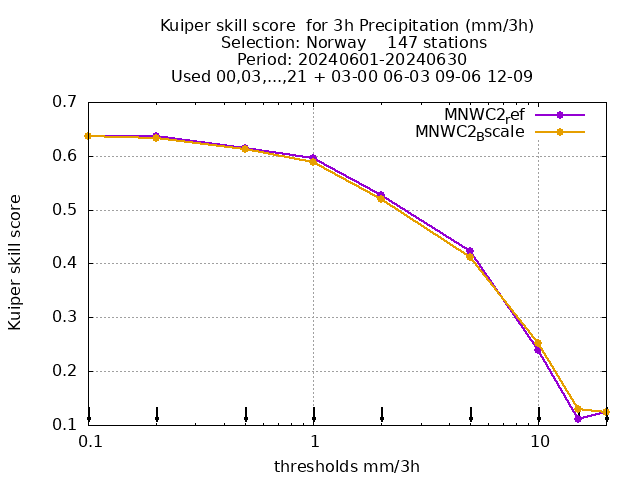 Kuiper skill score  for 3h Precipitation (mm/3h)
Selection: Norway    147 stations
Period: 20240601-20240630
Used 00,03,...,21 + 03-00 06-03 09-06 12-09
MNWC2ref
MNWC2Bscale
0.7
0.6
0.5
0.4
0.3
0.2
0.1
Kuiper skill score
0.1
1
10
thresholds mm/3h